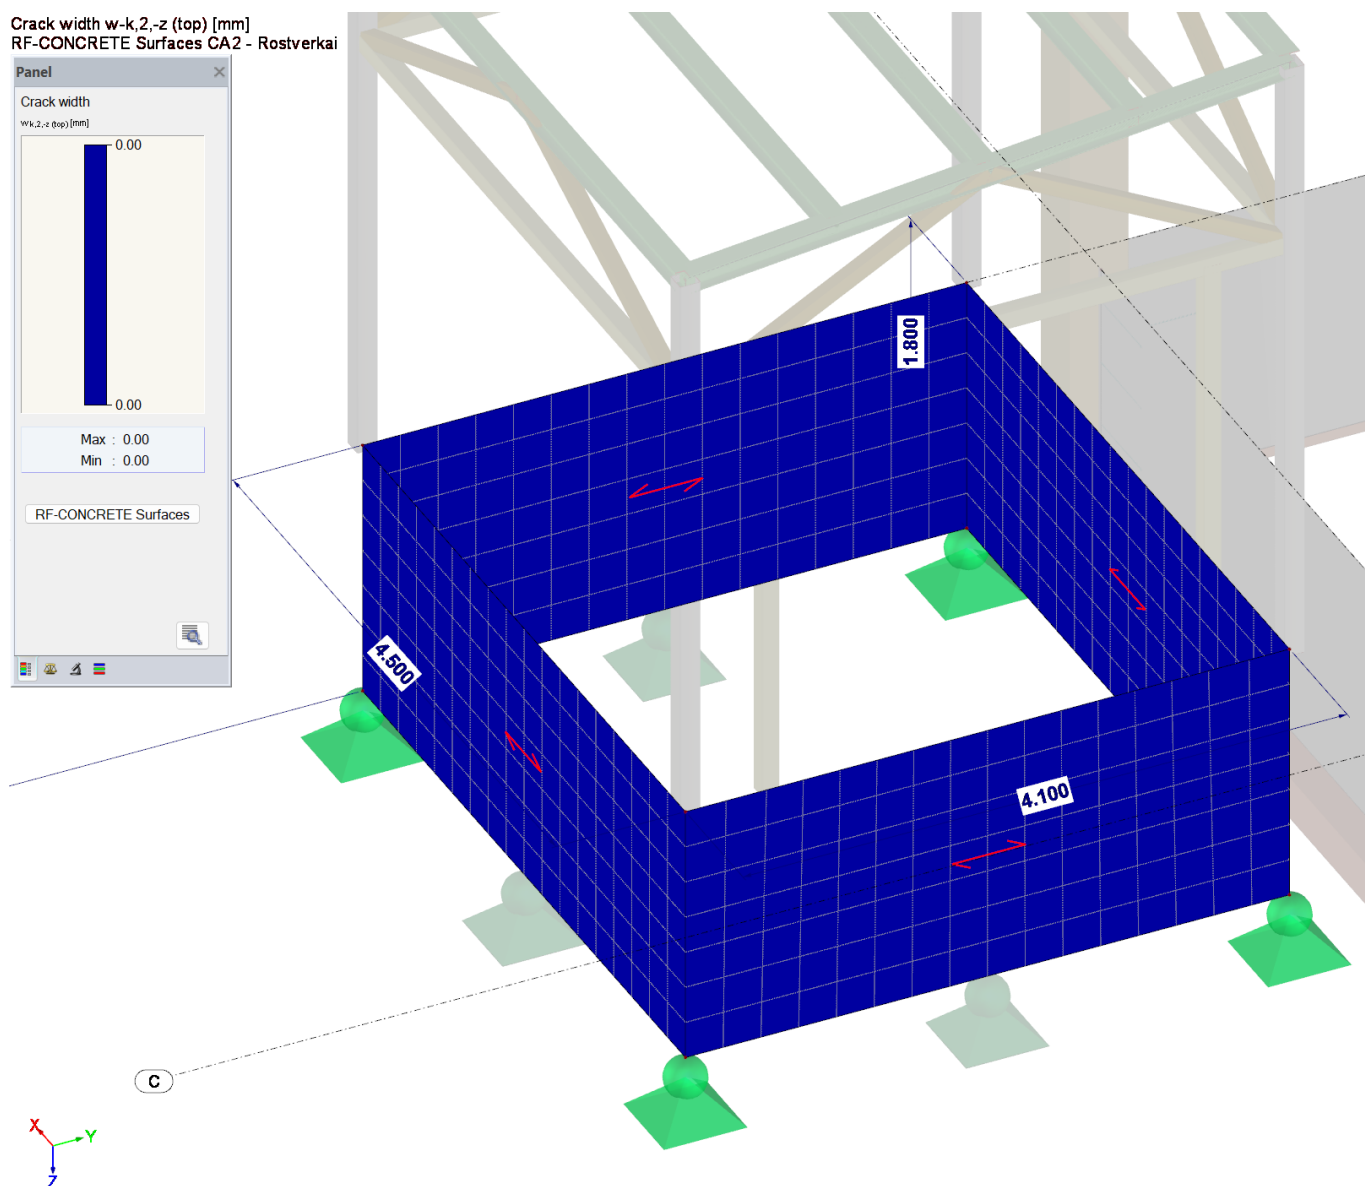 Crack width w-k,2,-z (top) [mm]
RF-CONCRETE Surfaces CA2 - Rostverkai
Panel
Crack width
wk,2,-z (top) [mm]
0.00
0.00
Max : 0.00
Min : 0.00
RF-CONCRETE Surfaces
1.800
4.500
4.100
C
X
Y
Z